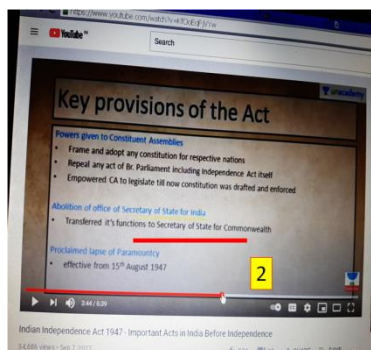 https://www.youtube.com/watch?v=
YouTube
Search
unacademy
Key provisions of the Act
Powers given to Constituent Assemblies
• Frame and adopt any constitution for respective nations
• Repeal any act of Br. Parliament including Independence Act itself
• Empowered CA to legislate till now constitution was drafted and enforced
Abolition of office of Secretary of State for India
• Transferred it's functions to Secretary of State for Commonwealth
Proclaimed lapse of Paramountcy
• effective from 15th August 1947
2
3:44 / 5:39
Indian Independence Act 1947 - Important Acts in India Before Independence